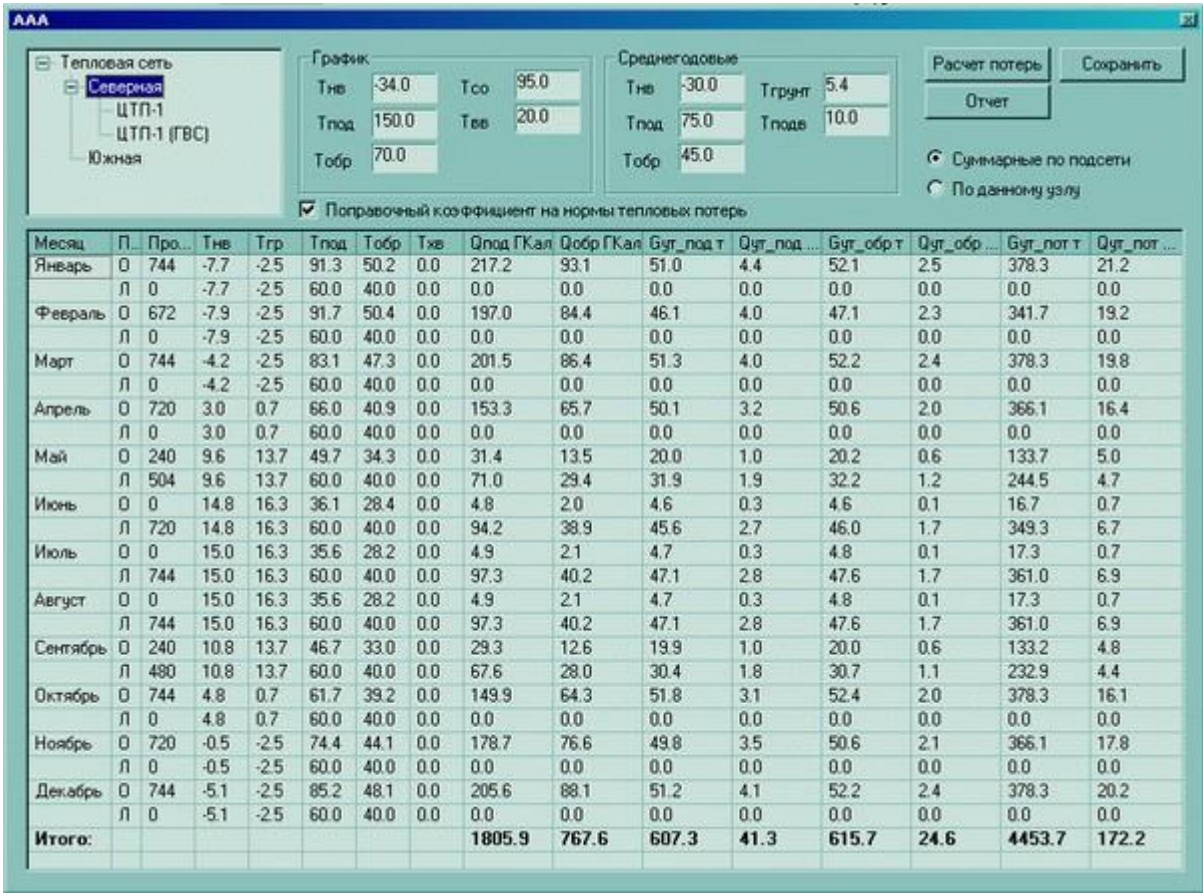 AAA
Тепловая сеть
Северная
ЦТП-1
ЦТП-1 (ГВС)
Южная
График
Тнв -34.0 Тсо 95.0
Тпод 150.0 Твв 20.0
Тобр 70.0
Среднегодовые
Тнв -30.0 Тгрунт 5.4
Тпод 75.0 Тподв 10.0
Тобр 45.0
Расчет потерь Сохранить
Отчет
Суммарные по подсети
По данному узлу
Поправочный коэффициент на нормы тепловых потерь
Месяц П... Про... Тнв Тгр Тпод Тобр Тхв Qпод ГКал Qобр ГКал Gут_под т Qут_под ... Gут_обр т Qут_обр ... Gут_пот т Qут_пот ...
Январь О 744 -7.7 -2.5 91.3 50.2 0.0 217.2 93.1 51.0 4.4 52.1 2.5 378.3 21.2
Л 0 -7.7 -2.5 60.0 40.0 0.0 0.0 0.0 0.0 0.0 0.0 0.0 0.0 0.0
Февраль О 672 -7.9 -2.5 91.7 50.4 0.0 197.0 84.4 46.1 4.0 47.1 2.3 341.7 19.2
Л 0 -7.9 -2.5 60.0 40.0 0.0 0.0 0.0 0.0 0.0 0.0 0.0 0.0 0.0
Март О 744 -4.2 -2.5 83.1 47.3 0.0 201.5 86.4 51.3 4.0 52.2 2.4 378.3 19.8
Л 0 -4.2 -2.5 60.0 40.0 0.0 0.0 0.0 0.0 0.0 0.0 0.0 0.0 0.0
Апрель О 720 3.0 0.7 66.0 40.9 0.0 153.3 65.7 50.1 3.2 50.6 2.0 366.1 16.4
Л 0 3.0 0.7 60.0 40.0 0.0 0.0 0.0 0.0 0.0 0.0 0.0 0.0 0.0
Май О 240 9.6 13.7 49.7 34.3 0.0 31.4 13.5 20.0 1.0 20.2 0.6 133.7 5.0
Л 504 9.6 13.7 60.0 40.0 0.0 71.0 29.4 31.9 1.9 32.2 1.2 244.5 4.7
Июнь О 0 14.8 16.3 36.1 28.4 0.0 4.8 2.0 4.6 0.3 4.6 0.1 16.7 0.7
Л 720 14.8 16.3 60.0 40.0 0.0 94.2 38.9 45.6 2.7 46.0 1.7 349.3 6.7
Июль О 0 15.0 16.3 35.6 28.2 0.0 4.9 2.1 4.7 0.3 4.8 0.1 17.3 0.7
Л 744 15.0 16.3 60.0 40.0 0.0 97.3 40.2 47.1 2.8 47.6 1.7 361.0 6.9
Август О 0 15.0 16.3 35.6 28.2 0.0 4.9 2.1 4.7 0.3 4.8 0.1 17.3 0.7
Л 744 15.0 16.3 60.0 40.0 0.0 97.3 40.2 47.1 2.8 47.6 1.7 361.0 6.9
Сентябрь О 240 10.8 13.7 46.7 33.0 0.0 29.3 12.6 19.9 1.0 20.0 0.6 133.2 4.8
Л 480 10.8 13.7 60.0 40.0 0.0 67.6 28.0 30.4 1.8 30.7 1.1 232.9 4.4
Октябрь О 744 4.8 0.7 61.7 39.2 0.0 149.9 64.3 51.8 3.1 52.4 2.0 378.3 16.1
Л 0 4.8 0.7 60.0 40.0 0.0 0.0 0.0 0.0 0.0 0.0 0.0 0.0 0.0
Ноябрь О 720 -0.5 -2.5 74.4 44.1 0.0 178.7 76.6 49.8 3.5 50.6 2.1 366.1 17.8
Л 0 -0.5 -2.5 60.0 40.0 0.0 0.0 0.0 0.0 0.0 0.0 0.0 0.0 0.0
Декабрь О 744 -5.1 -2.5 85.2 48.1 0.0 205.6 88.1 51.2 4.1 52.2 2.4 378.3 20.2
Л 0 -5.1 -2.5 60.0 40.0 0.0 0.0 0.0 0.0 0.0 0.0 0.0 0.0 0.0
Итого: 1805.9 767.6 607.3 41.3 615.7 24.6 4453.7 172.2